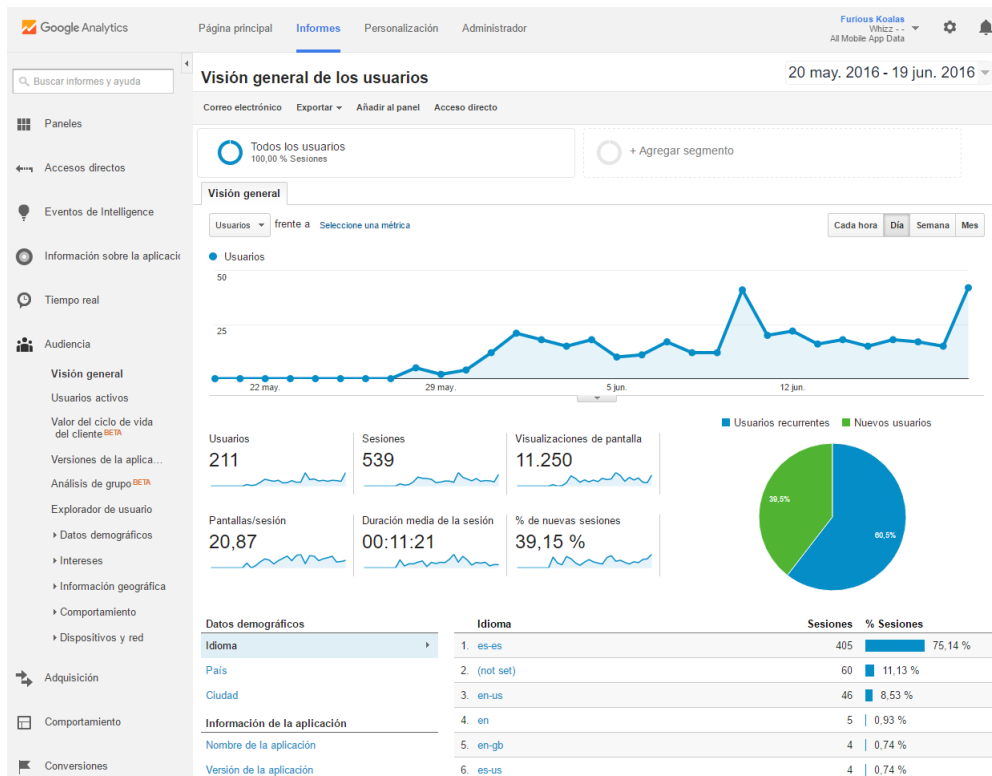 Google Analytics
Página principal Informes Personalización Administrador
Furious Koalas
Whizz - -
All Mobile App Data
Buscar informes y ayuda
Paneles
Accesos directos
Eventos de Intelligence
Información sobre la aplicació
Tiempo real
Audiencia
Visión general
Usuarios activos
Valor del ciclo de vida
del cliente BETA
Versiones de la aplica...
Análisis de grupo BETA
Explorador de usuario
Datos demográficos
Intereses
Información geográfica
Comportamiento
Dispositivos y red
Adquisición
Comportamiento
Conversiones
Visión general de los usuarios
20 may. 2016 - 19 jun. 2016
Correo electrónico Exportar Añadir al panel Acceso directo
Todos los usuarios
100,00 % Sesiones
+ Agregar segmento
Visión general
Usuarios frente a Seleccione una métrica
Cada hora Día Semana Mes
Usuarios
50
25
22 may. 29 may. 5 jun. 12 jun.
Usuarios
211
Sesiones
539
Visualizaciones de pantalla
11.250
Pantallas/sesión
20,87
Duración media de la sesión
00:11:21
% de nuevas sesiones
39,15 %
Usuarios recurrentes Nuevos usuarios
39,5%
60,5%
Datos demográficos
Idioma
País
Ciudad
Información de la aplicación
Nombre de la aplicación
Versión de la aplicación
Idioma Sesiones % Sesiones
1. es-es 405 75,14 %
2. (not set) 60 11,13 %
3. en-us 46 8,53 %
4. en 5 0,93 %
5. en-gb 4 0,74 %
6. es-us 4 0,74 %